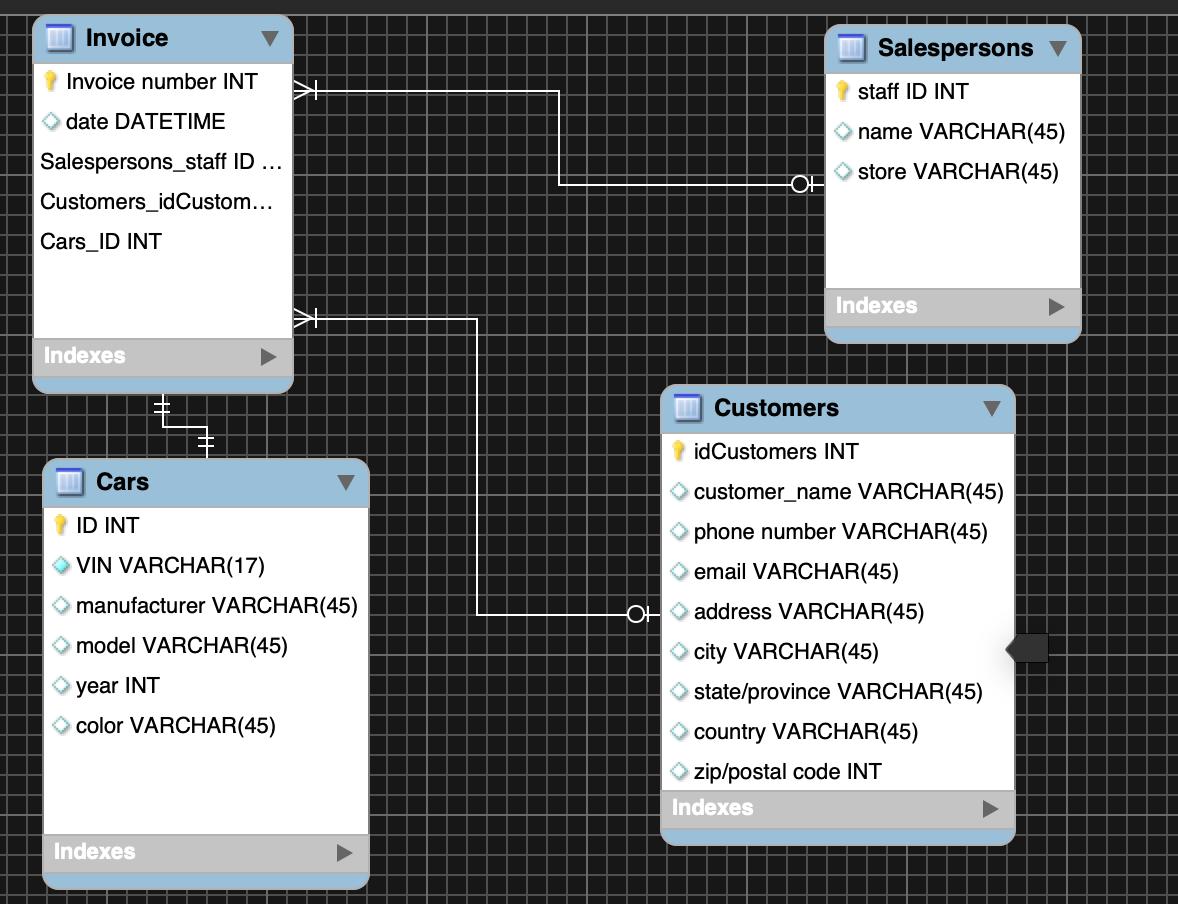 Invoice
Invoice number INT
date DATETIME
Salespersons_staff ID ...
Customers_idCustom...
Cars_ID INT
Indexes
Salespersons
staff ID INT
name VARCHAR(45)
store VARCHAR(45)
Indexes
Cars
ID INT
VIN VARCHAR(17)
manufacturer VARCHAR(45)
model VARCHAR(45)
year INT
color VARCHAR(45)
Indexes
Customers
idCustomers INT
customer_name VARCHAR(45)
phone number VARCHAR(45)
email VARCHAR(45)
address VARCHAR(45)
city VARCHAR(45)
state/province VARCHAR(45)
country VARCHAR(45)
zip/postal code INT
Indexes